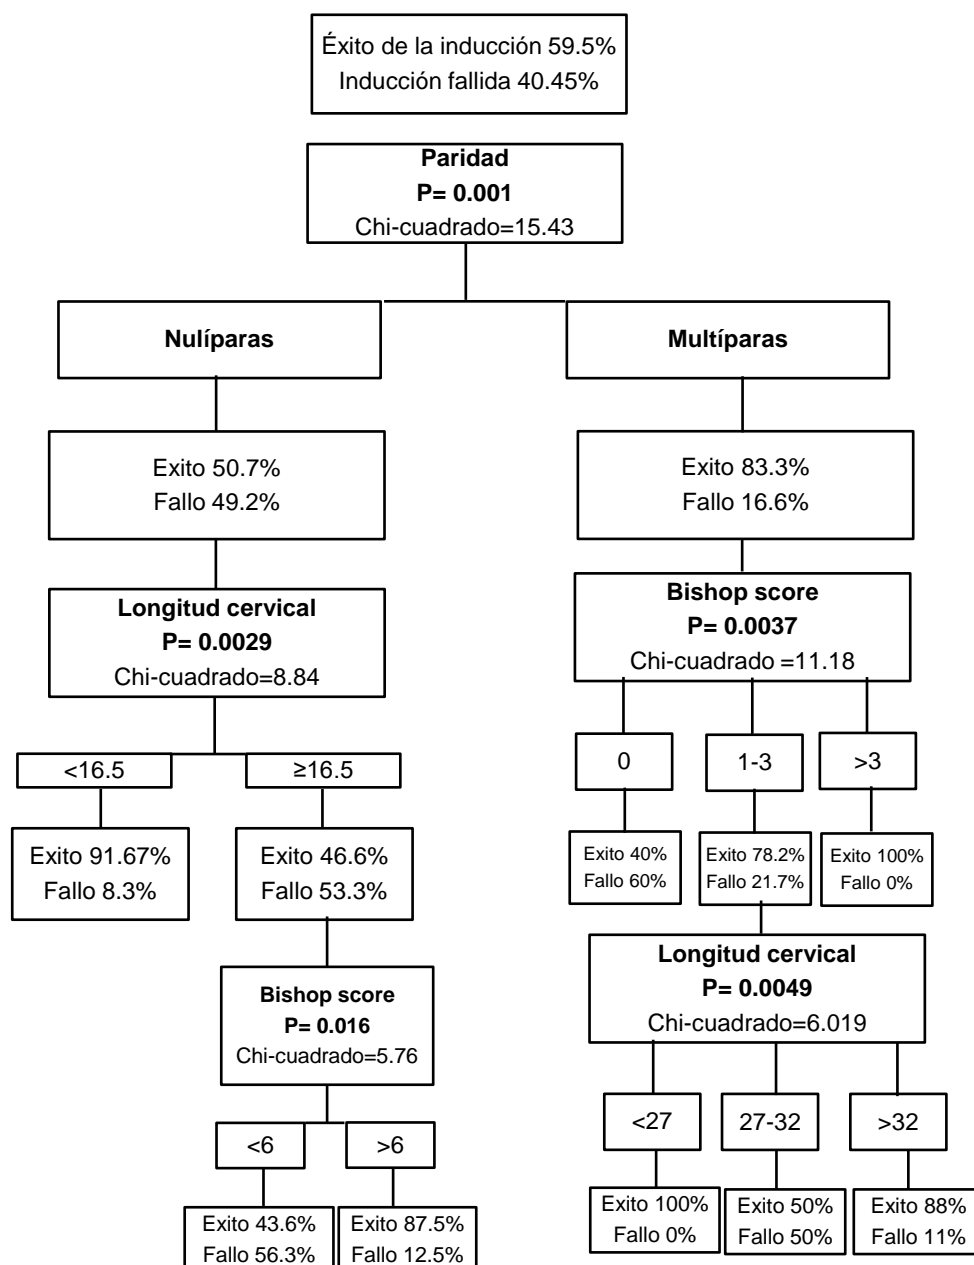 Éxito de la inducción 59.5%
Inducción fallida 40.45%
Paridad
P= 0.001
Chi-cuadrado=15.43
Nulíparas
Multíparas
Exito 50.7%
Fallo 49.2%
Exito 83.3%
Fallo 16.6%
Longitud cervical
P= 0.0029
Chi-cuadrado=8.84
Bishop score
P= 0.0037
Chi-cuadrado =11.18
<16.5
≥16.5
0
1-3
>3
Exito 91.67%
Fallo 8.3%
Exito 46.6%
Fallo 53.3%
Exito 40%
Fallo 60%
Exito 78.2%
Fallo 21.7%
Exito 100%
Fallo 0%
Bishop score
P= 0.016
Chi-cuadrado=5.76
Longitud cervical
P= 0.0049
Chi-cuadrado=6.019
<6
>6
<27
27-32
>32
Exito 43.6%
Fallo 56.3%
Exito 87.5%
Fallo 12.5%
Exito 100%
Fallo 0%
Exito 50%
Fallo 50%
Exito 88%
Fallo 11%